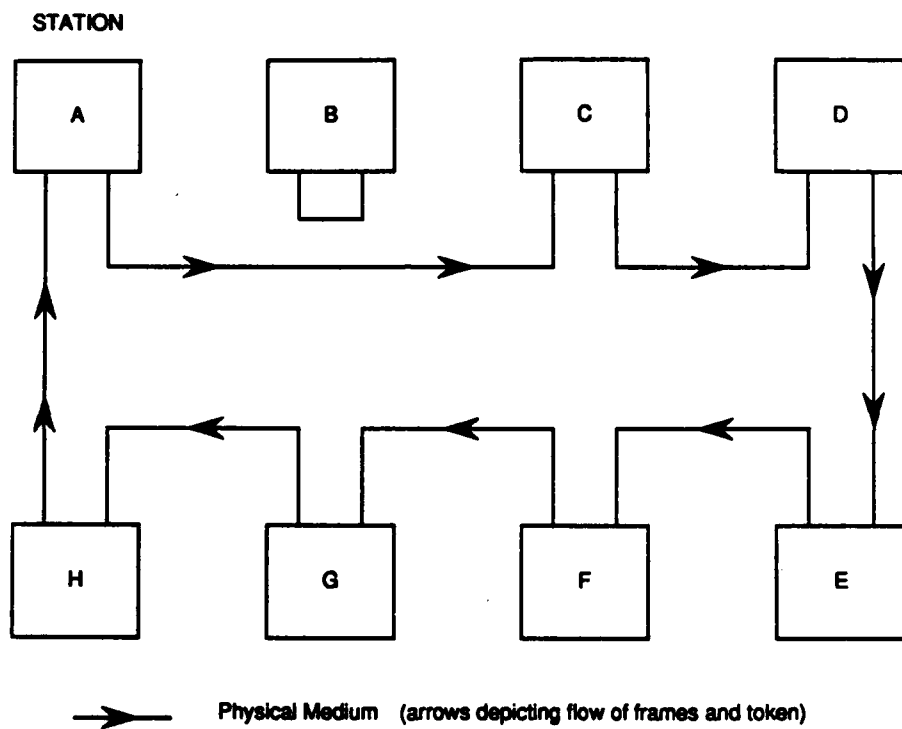 STATION
A
B
C
D
H
G
F
E
Physical Medium (arrows depicting flow of frames and token)